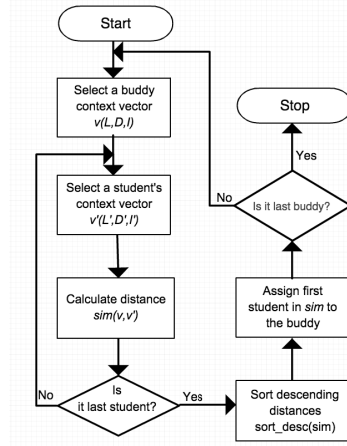 Start
Select a buddy
context vector
v(L,D,I)
Select a student's
context vector
v'(L',D',I')
Calculate distance
sim(v,v')
Is
it last student?
No
Yes
Sort descending
distances
sort_desc(sim)
Assign first
student in sim to
the buddy
Is it last buddy?
No
Yes
Stop